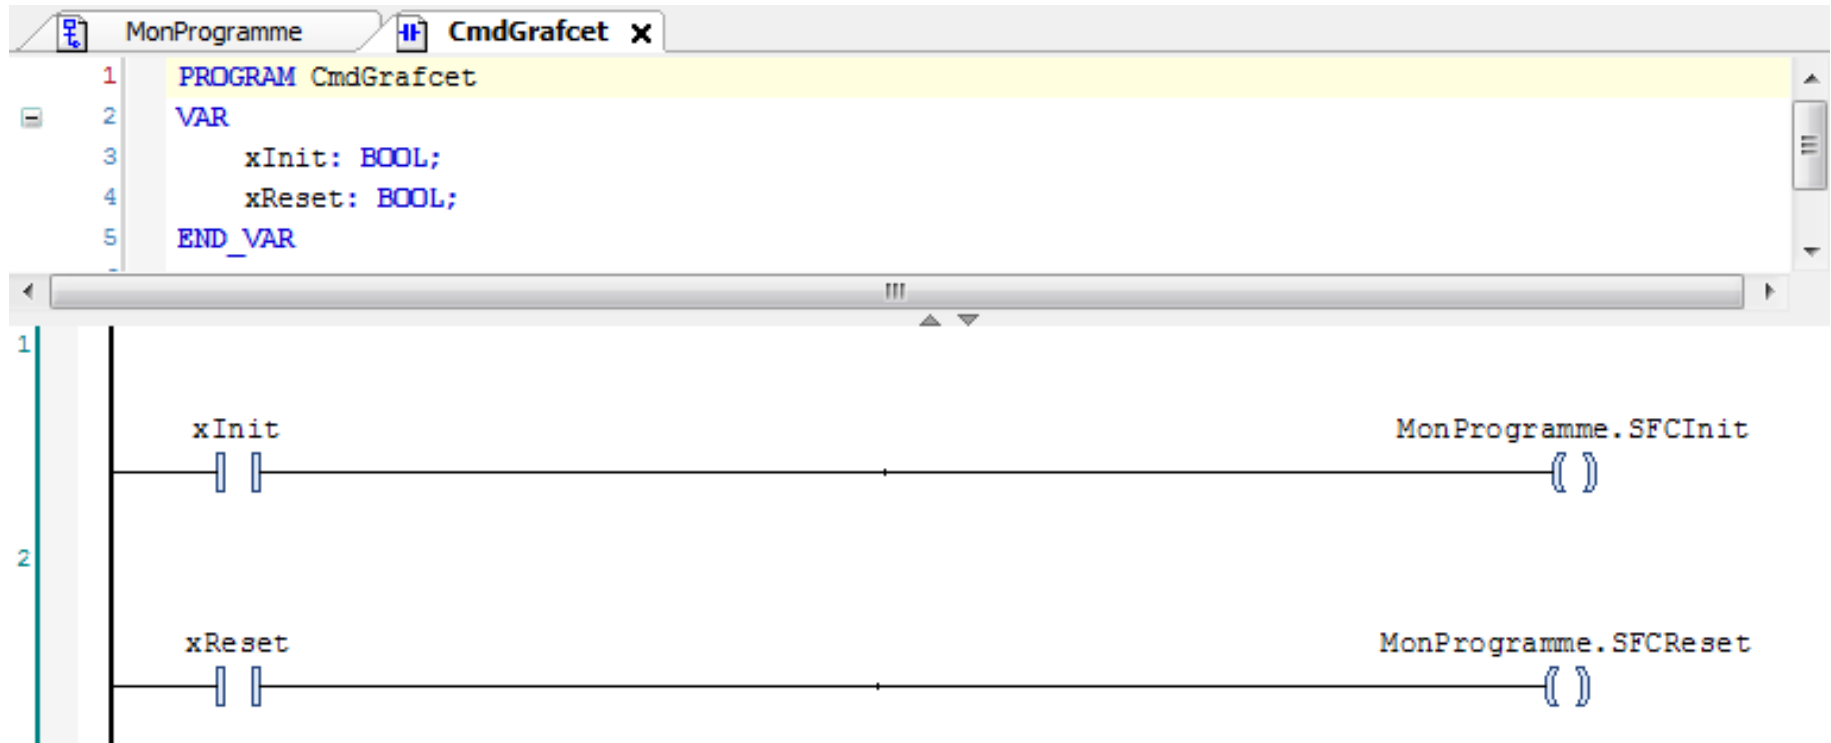 MonProgramme CmdGrafcet
1 PROGRAM CmdGrafcet
2 VAR
3 xInit: BOOL;
4 xReset: BOOL;
5 END_VAR
1
xInit MonProgramme.SFCInit
2
xReset MonProgramme.SFCReset